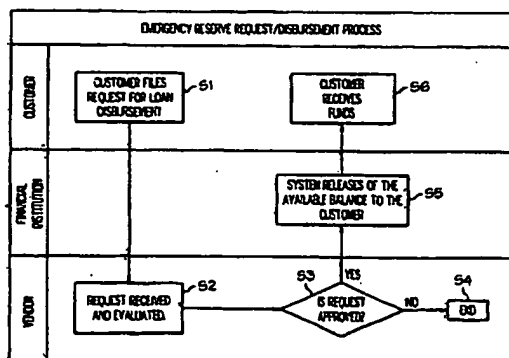 EMERGENCY RESERVE REQUEST/DISBURSEMENT PROCESS
CUSTOMER
CUSTOMER FILES
REQUEST FOR LOAN
DISBURSEMENT
S1
CUSTOMER
RECEIVES
FUNDS
S6
FINANCIAL
INSTITUTION
SYSTEM RELEASES OF THE
AVAILABLE BALANCE TO THE
CUSTOMER
S5
VENDOR
REQUEST RECEIVED
AND EVALUATED.
S2
S3
YES
IS REQUEST
APPROVED?
NO
S4
END